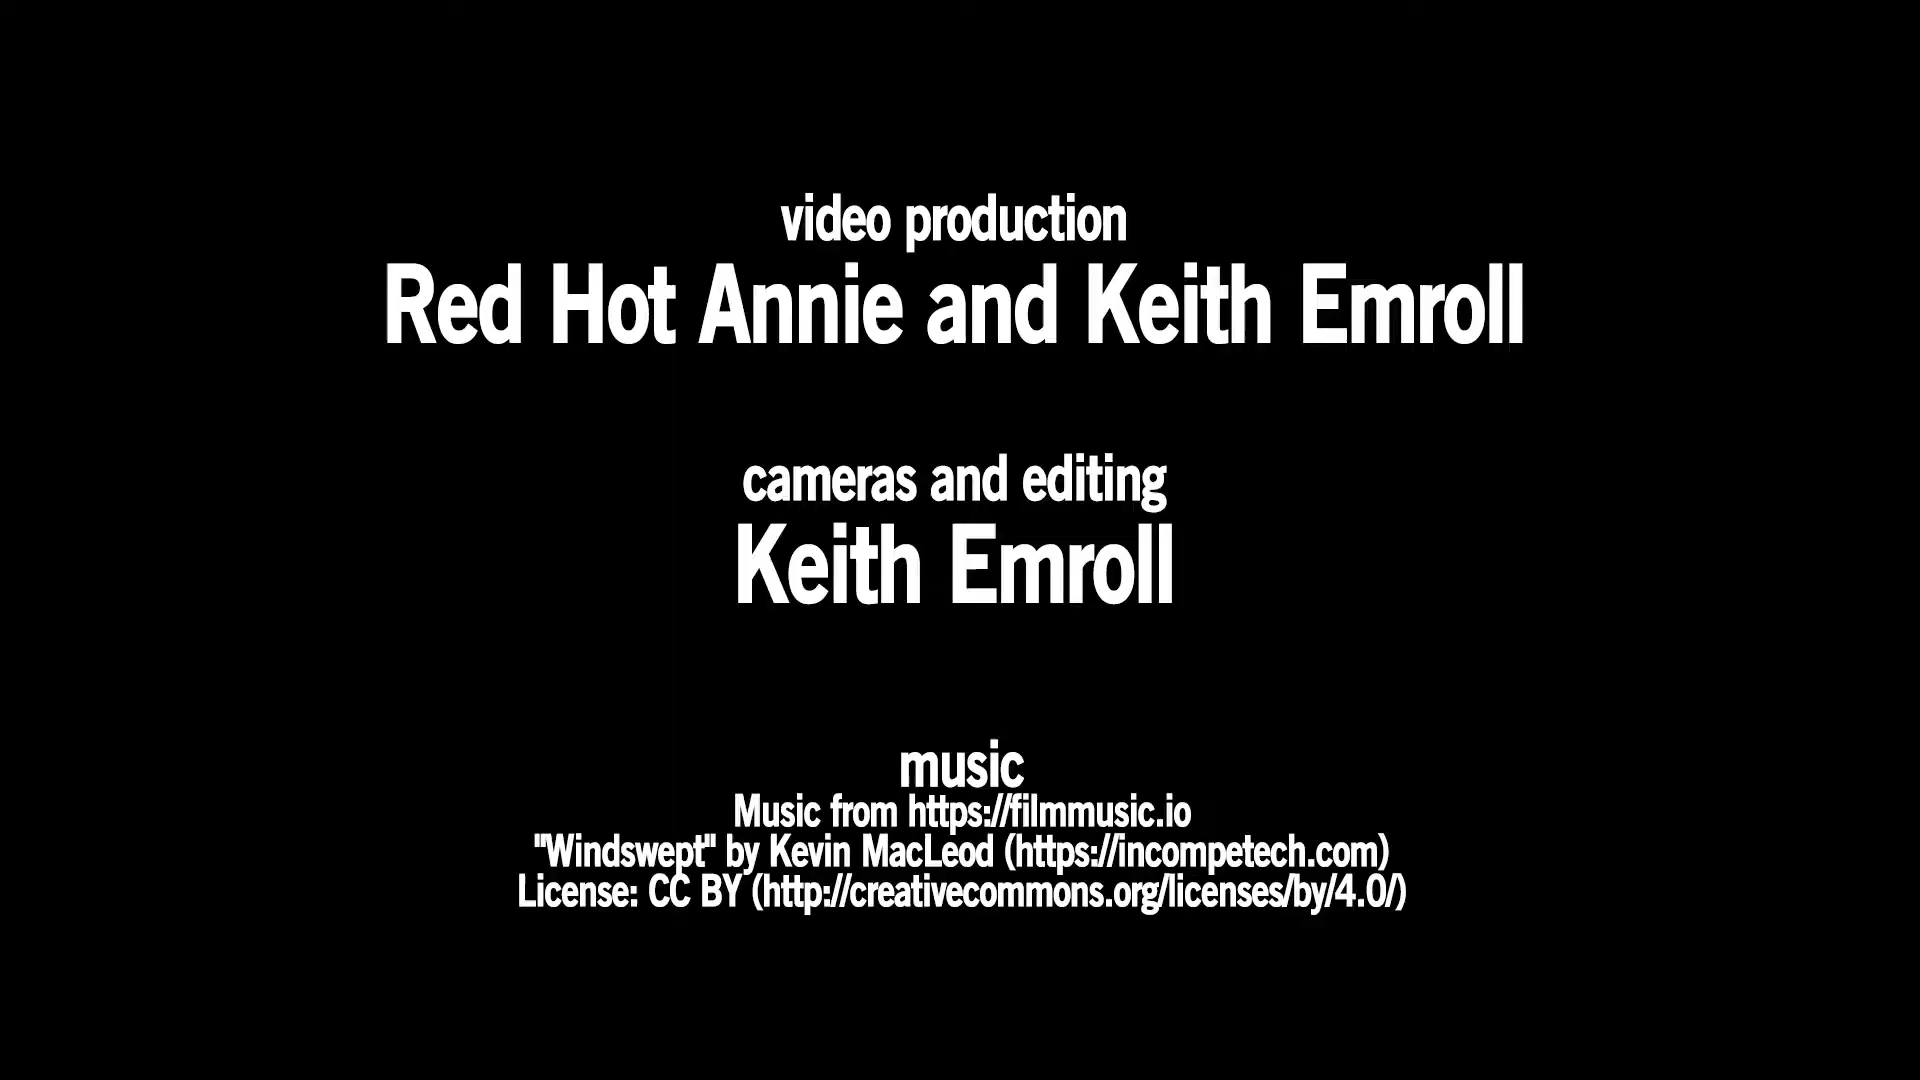 video production
Red Hot Annie and Keith Emroll
cameras and editing
Keith Emroll
music
Music from https://filmmusic.io
"Windswept" by Kevin MacLeod (https://incompetech.com)
License: CC BY (http://creativecommons.org/licenses/by/4.0/)